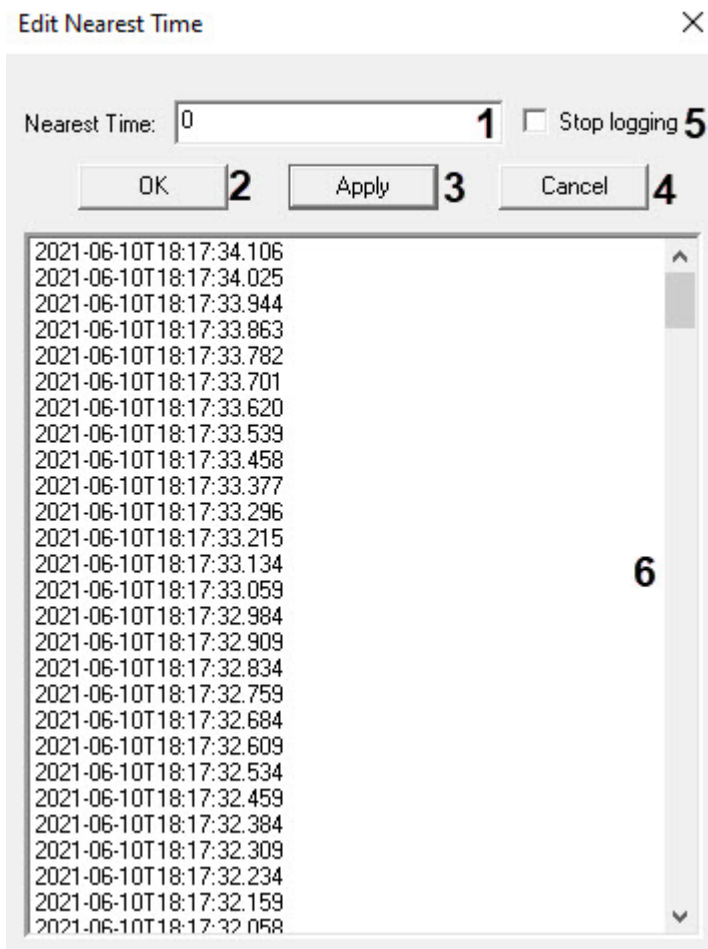 Edit Nearest Time
Nearest Time: 0 1 Stop logging 5
OK 2 Apply 3 Cancel 4
2021-06-10T18:17:34.106
2021-06-10T18:17:34.025
2021-06-10T18:17:33.944
2021-06-10T18:17:33.863
2021-06-10T18:17:33.782
2021-06-10T18:17:33.701
2021-06-10T18:17:33.620
2021-06-10T18:17:33.539
2021-06-10T18:17:33.458
2021-06-10T18:17:33.377
2021-06-10T18:17:33.296
2021-06-10T18:17:33.215
2021-06-10T18:17:33.134
2021-06-10T18:17:33.059
6
2021-06-10T18:17:32.984
2021-06-10T18:17:32.909
2021-06-10T18:17:32.834
2021-06-10T18:17:32.759
2021-06-10T18:17:32.684
2021-06-10T18:17:32.609
2021-06-10T18:17:32.534
2021-06-10T18:17:32.459
2021-06-10T18:17:32.384
2021-06-10T18:17:32.309
2021-06-10T18:17:32.234
2021-06-10T18:17:32.159
2021-06-10T18:17:32.058